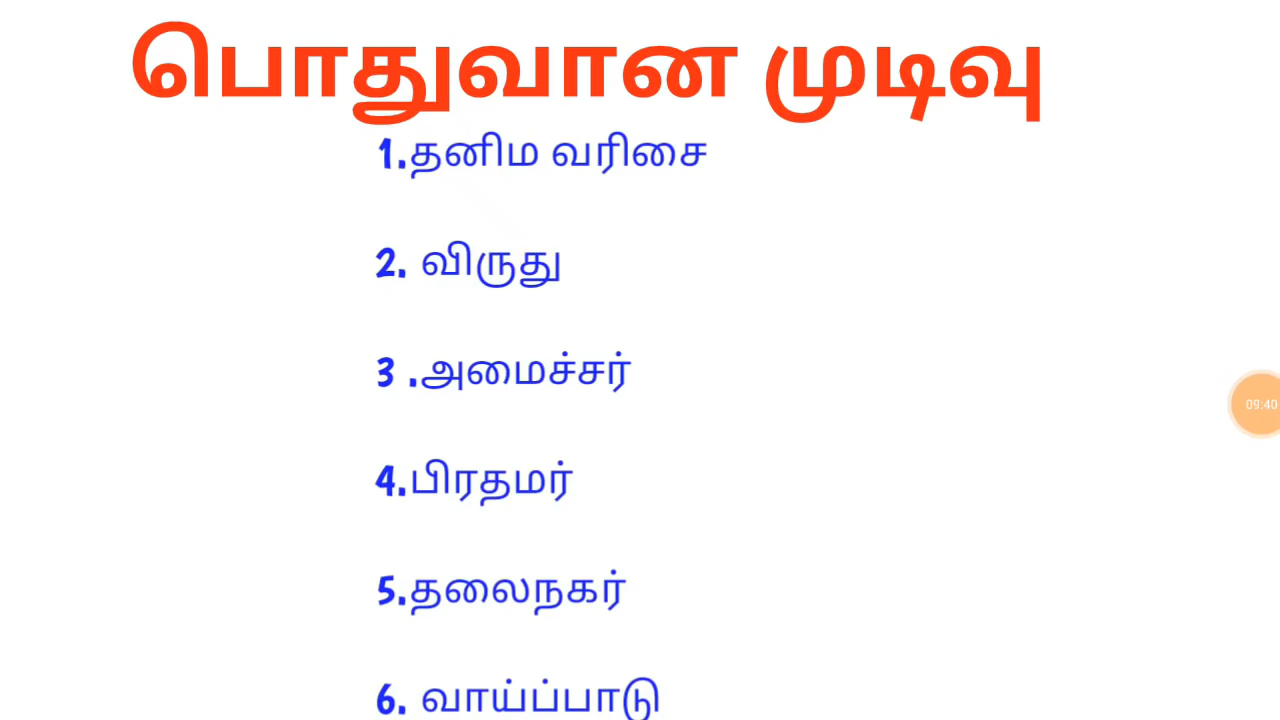 பொதுவான முடிவு
1.தனிம வரிசை
2. விருது
3 .அமைச்சர்
09:40
4.பிரதமர்
5.தலைநகர்
6. வாய்ப்பாடு